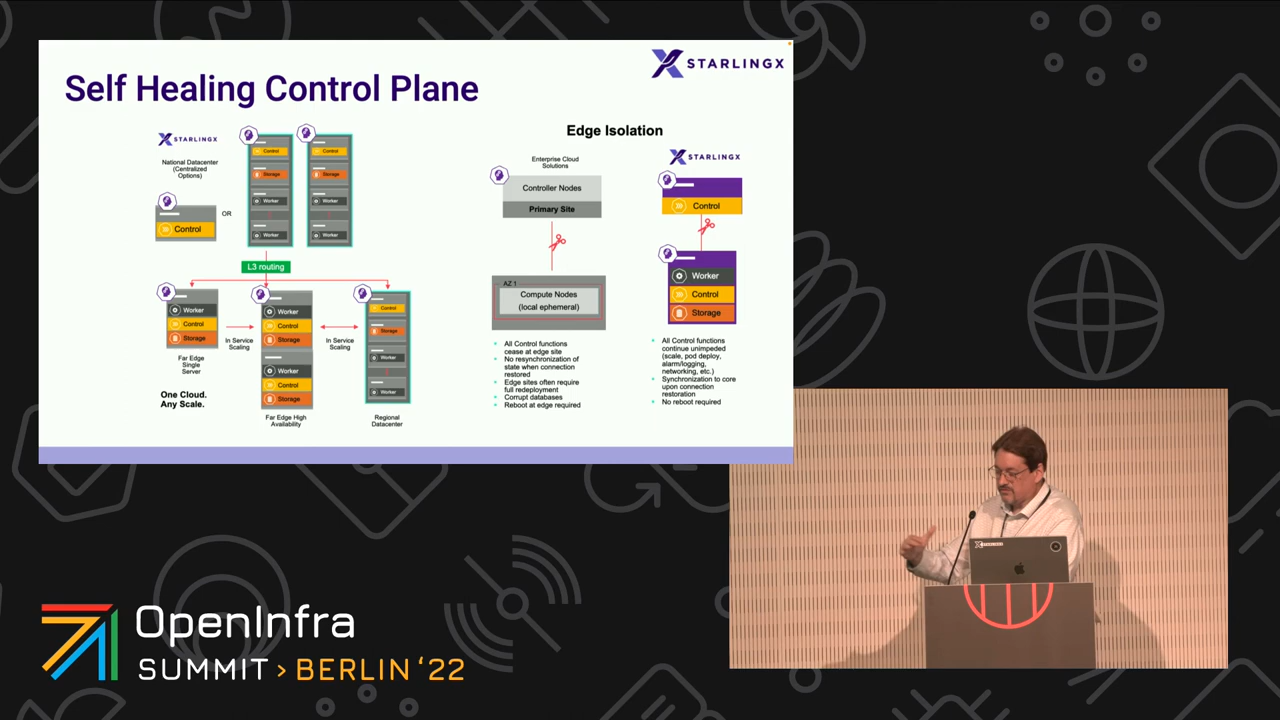 STARLINGX
Self Healing Control Plane
STARLINGX
National Datacenter
(Centralized
Options)
Control
OR
Control
Storage
Worker
Worker
Control
Storage
Worker
Worker
L3 routing
Worker
Control
Storage
Far Edge
Single
Server
In Service
Scaling
Worker
Control
Storage
Worker
Control
Storage
Far Edge High
Availability
In Service
Scaling
Control
Storage
Worker
Worker
Regional
Datacenter
One Cloud.
Any Scale.
Edge Isolation
Enterprise Cloud
Solutions
Controller Nodes
Primary Site
AZ 1
Compute Nodes
(local ephemeral)
All Control functions
cease at edge site
No resynchronization of
state when connection
restored
Edge sites often require
full redeployment
Corrupt databases
Reboot at edge required
STARLINGX
Control
Worker
Control
Storage
All Control functions
continue unimpeded
(scale, pod deploy,
alarm/logging,
networking, etc.)
Synchronization to core
upon connection
restoration
No reboot required
STARLINGX
OpenInfra
SUMMIT > BERLIN '22